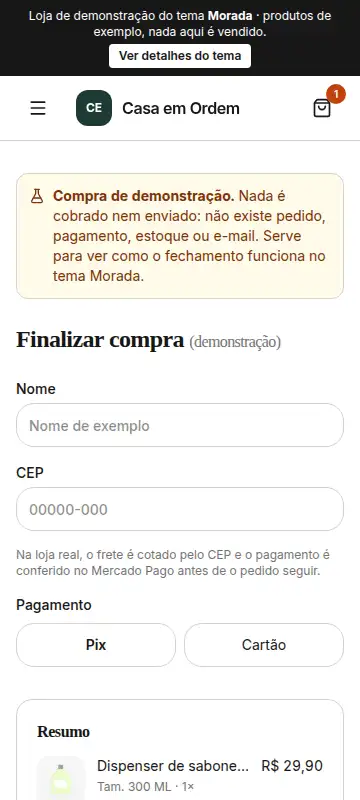 Loja de demonstração do tema Morada · produtos de
exemplo, nada aqui é vendido.
Ver detalhes do tema
CE
Casa em Ordem
1
Compra de demonstração. Nada é
cobrado nem enviado: não existe pedido,
pagamento, estoque ou e-mail. Serve
para ver como o fechamento funciona no
tema Morada.
Finalizar compra (demonstração)
Nome
Nome de exemplo
CEP
00000-000
Na loja real, o frete é cotado pelo CEP e o pagamento é
conferido no Mercado Pago antes de o pedido seguir.
Pagamento
Pix
Cartão
Resumo
Dispenser de sabone... R$ 29,90
Tam. 300 ML · 1×